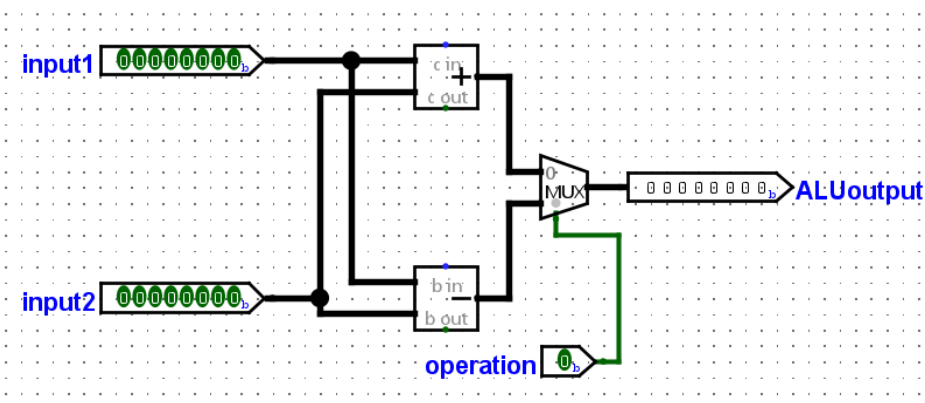 input1 00000000b
c in
+
c out
0
MUX
00000000b ALUoutput
input2 00000000b
b in
−
b out
operation 0b